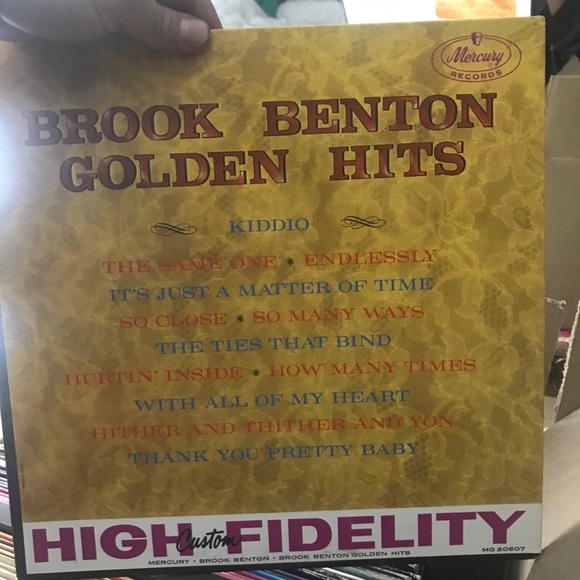 Mercury
RECORDS
BROOK BENTON
GOLDEN HITS
KIDDIO
THE SAME ONE * ENDLESSLY
IT'S JUST A MATTER OF TIME
SO CLOSE * SO MANY WAYS
THE TIES THAT BIND
HURTIN' INSIDE * HOW MANY TIMES
WITH ALL OF MY HEART
HITHER AND THITHER AND YON
THANK YOU PRETTY BABY
Custom
HIGH FIDELITY
MERCURY • BROOK BENTON • BROOK BENTON GOLDEN HITS
MG 20607